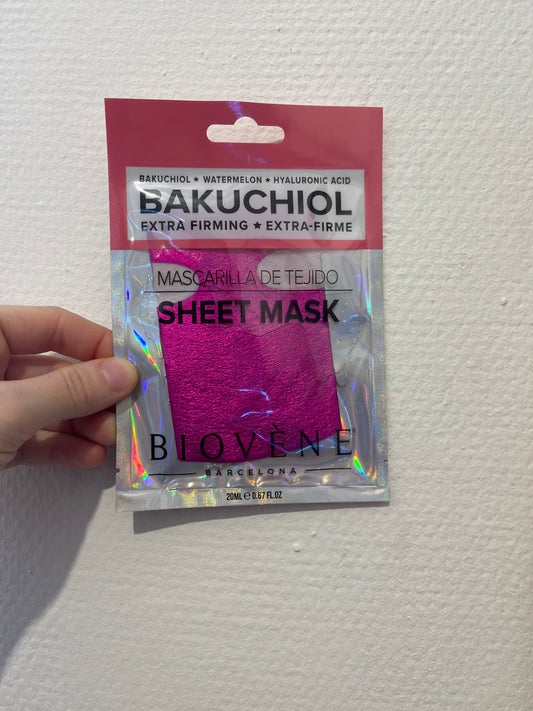 BAKUCHIOL ★ WATERMELON ★ HYALURONIC ACID
BAKUCHIOL
EXTRA FIRMING ★ EXTRA-FIRME
MASCARILLA DE TEJIDO
SHEET MASK
BIOVÈNE
BARCELONA
20ML ℮ 0.67 FL.OZ